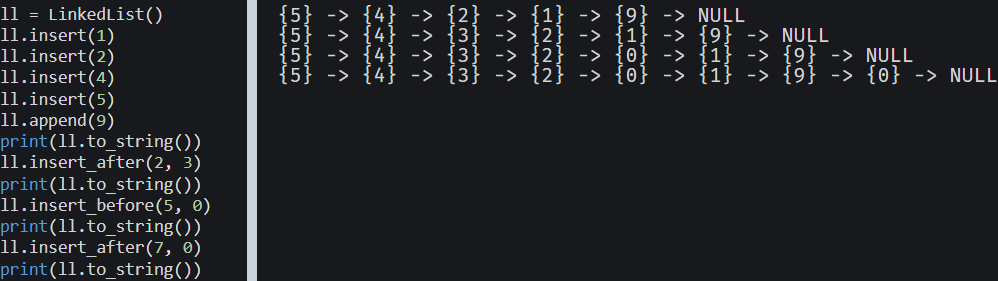 ll = LinkedList()
ll.insert(1)
ll.insert(2)
ll.insert(4)
ll.insert(5)
ll.append(9)
print(ll.to_string())
ll.insert_after(2, 3)
print(ll.to_string())
ll.insert_before(5, 0)
print(ll.to_string())
ll.insert_after(7, 0)
print(ll.to_string())
{5} -> {4} -> {2} -> {1} -> {9} -> NULL
{5} -> {4} -> {3} -> {2} -> {1} -> {9} -> NULL
{5} -> {4} -> {3} -> {2} -> {0} -> {1} -> {9} -> NULL
{5} -> {4} -> {3} -> {2} -> {0} -> {1} -> {9} -> {0} -> NULL